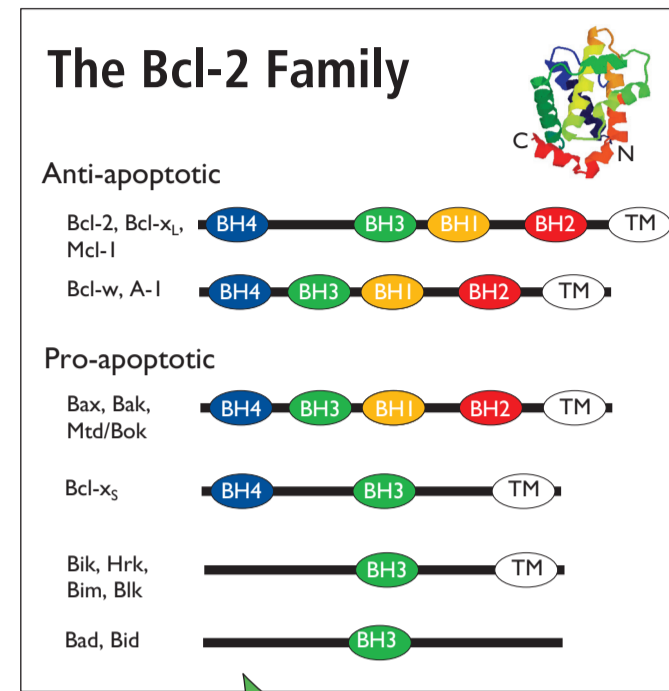 The Bcl-2 Family
C N
Anti-apoptotic
Bcl-2, Bcl-xL,
Mcl-1
BH4 BH3 BH1 BH2 TM
Bcl-w, A-1
BH4 BH3 BH1 BH2 TM
Pro-apoptotic
Bax, Bak,
Mtd/Bok
BH4 BH3 BH1 BH2 TM
Bcl-xS
BH4 BH3 TM
Bik, Hrk,
Bim, Blk
BH3 TM
Bad, Bid
BH3